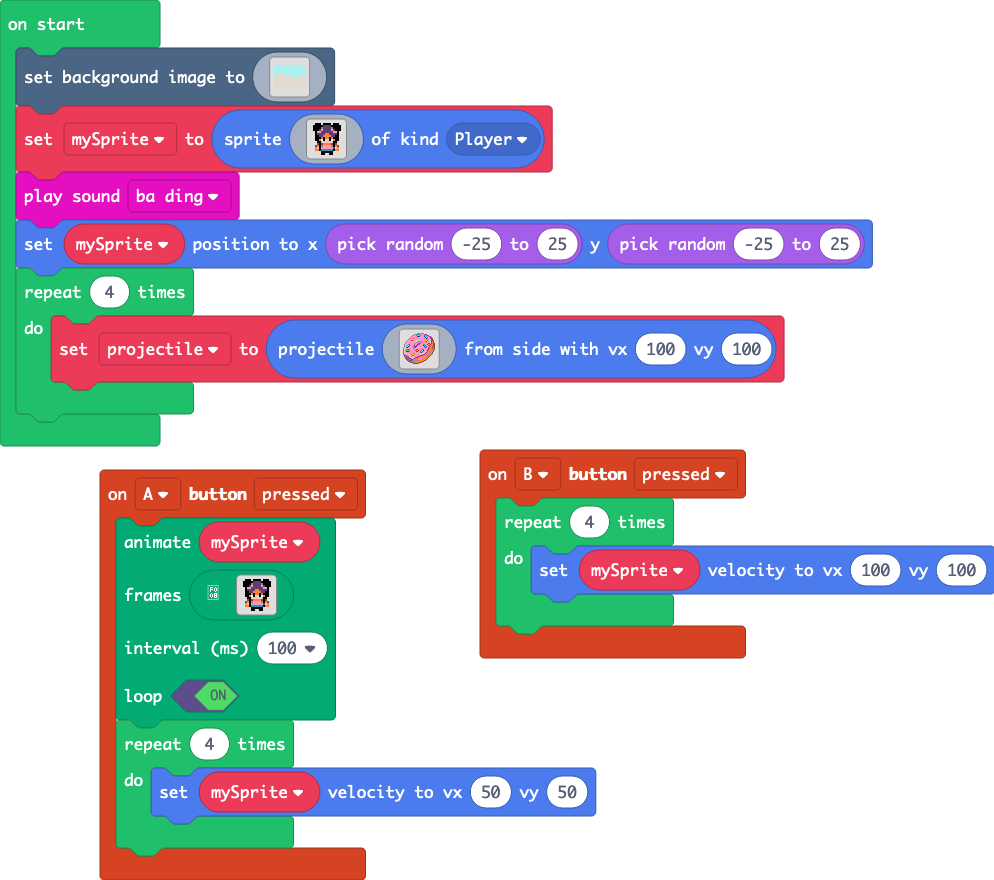 on start
set background image to
set mySprite to sprite of kind Player
play sound ba ding
set mySprite position to x pick random -25 to 25 y pick random -25 to 25
repeat 4 times
do
set projectile to projectile from side with vx 100 vy 100
on A button pressed
animate mySprite
frames
interval (ms) 100
loop ON
repeat 4 times
do
set mySprite velocity to vx 50 vy 50
on B button pressed
repeat 4 times
do
set mySprite velocity to vx 100 vy 100